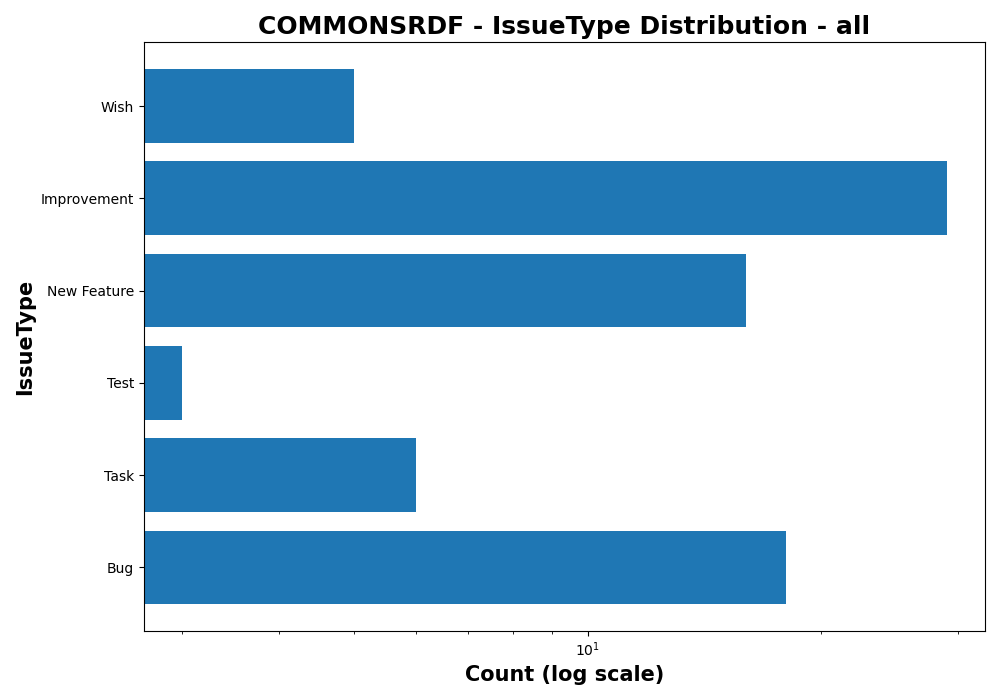 COMMONSRDF - IssueType Distribution - all
Wish
Improvement
New Feature
Test
Task
Bug
IssueType
10¹
Count (log scale)